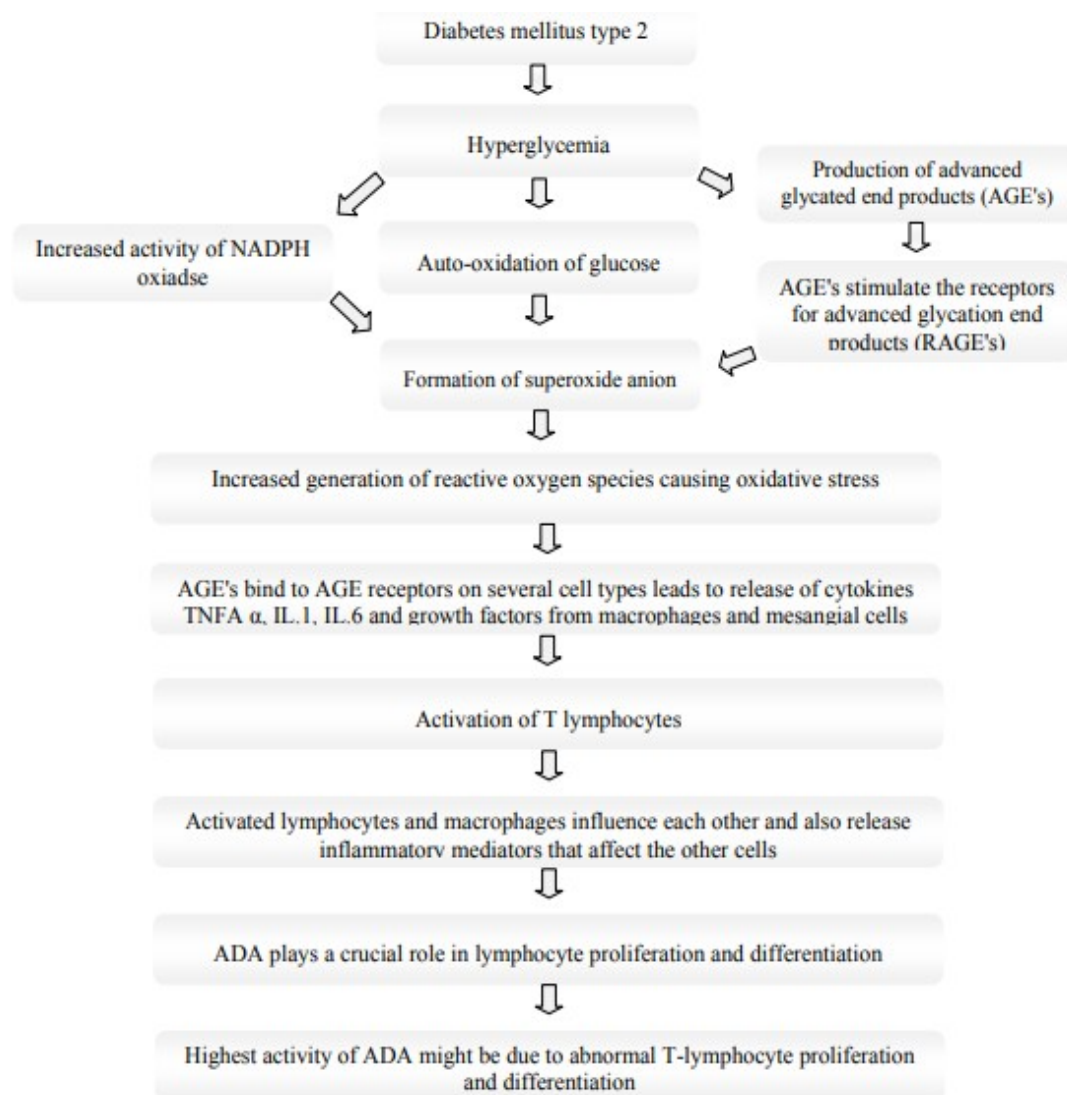 Diabetes mellitus type 2
Hyperglycemia
Production of advanced
glycated end products (AGE's)
Increased activity of NADPH
oxiadse
Auto-oxidation of glucose
AGE's stimulate the receptors
for advanced glycation end
products (RAGE's)
Formation of superoxide anion
Increased generation of reactive oxygen species causing oxidative stress
AGE's bind to AGE receptors on several cell types leads to release of cytokines
TNFA α, IL.1, IL.6 and growth factors from macrophages and mesangial cells
Activation of T lymphocytes
Activated lymphocytes and macrophages influence each other and also release
inflammatory mediators that affect the other cells
ADA plays a crucial role in lymphocyte proliferation and differentiation
Highest activity of ADA might be due to abnormal T-lymphocyte proliferation
and differentiation